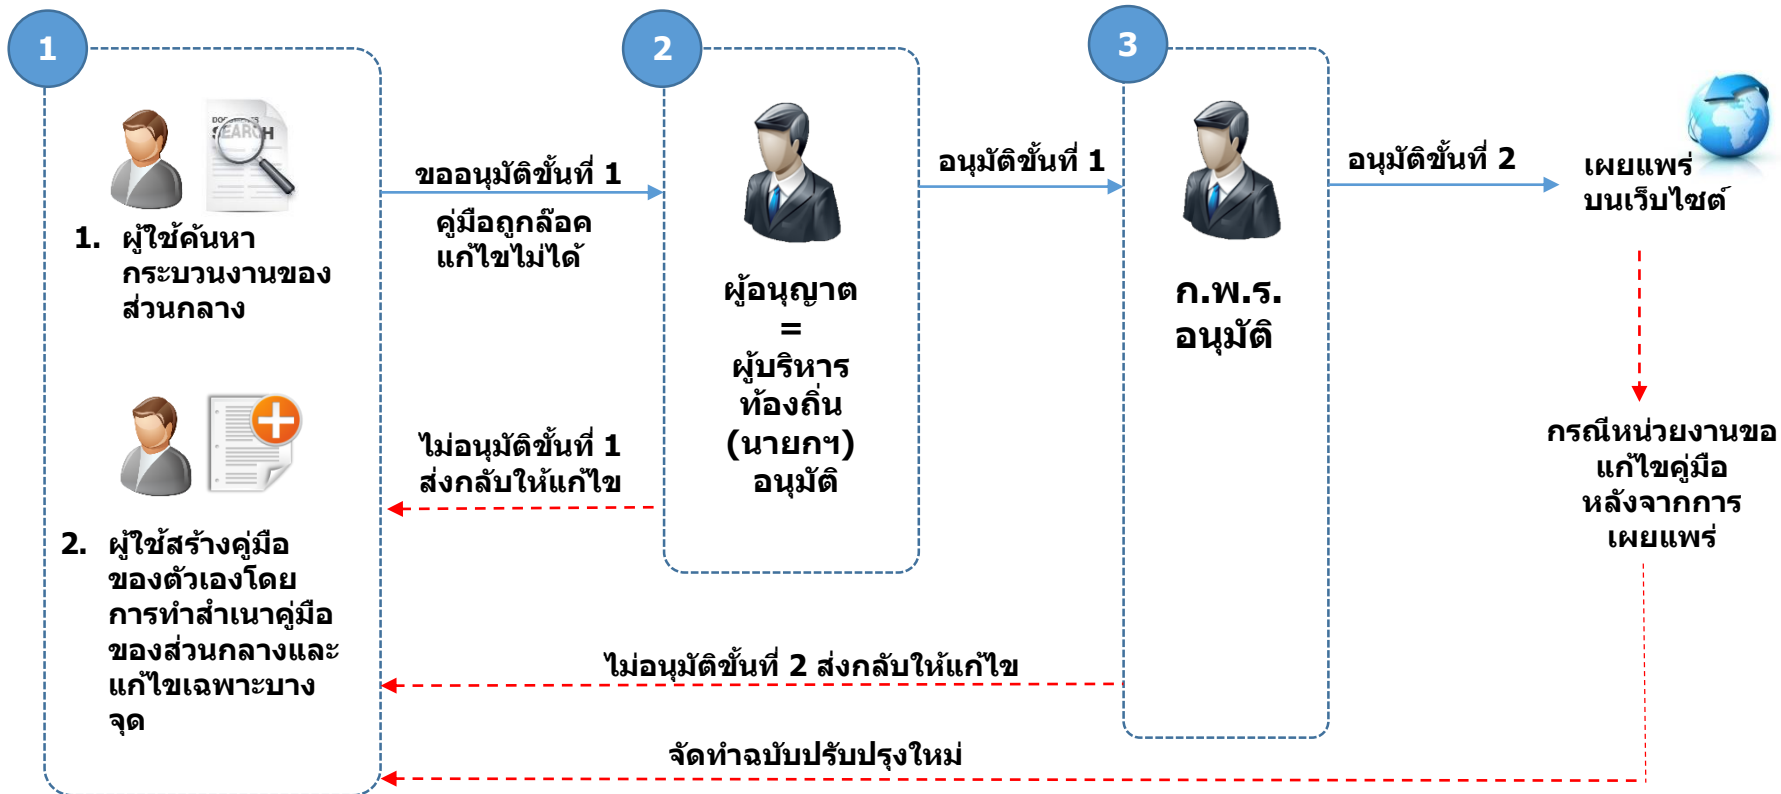 1
2
3
DOCUMENTES
SEARCH
1. ผู้ใช้ค้นหา
กระบวนงานของ
ส่วนกลาง
2. ผู้ใช้สร้างคู่มือ
ของตัวเองโดย
การทำสำเนาคู่มือ
ของส่วนกลางและ
แก้ไขเฉพาะบาง
จุด
ขออนุมัติขั้นที่ 1
คู่มือถูกล๊อค
แก้ไขไม่ได้
ไม่อนุมัติขั้นที่ 1
ส่งกลับให้แก้ไข
ผู้อนุญาต
=
ผู้บริหาร
ท้องถิ่น
(นายกฯ)
อนุมัติ
อนุมัติขั้นที่ 1
ก.พ.ร.
อนุมัติ
อนุมัติขั้นที่ 2
เผยแพร่
บนเว็บไซต์
กรณีหน่วยงานขอ
แก้ไขคู่มือ
หลังจากการ
เผยแพร่
ไม่อนุมัติขั้นที่ 2 ส่งกลับให้แก้ไข
จัดทำฉบับปรับปรุงใหม่